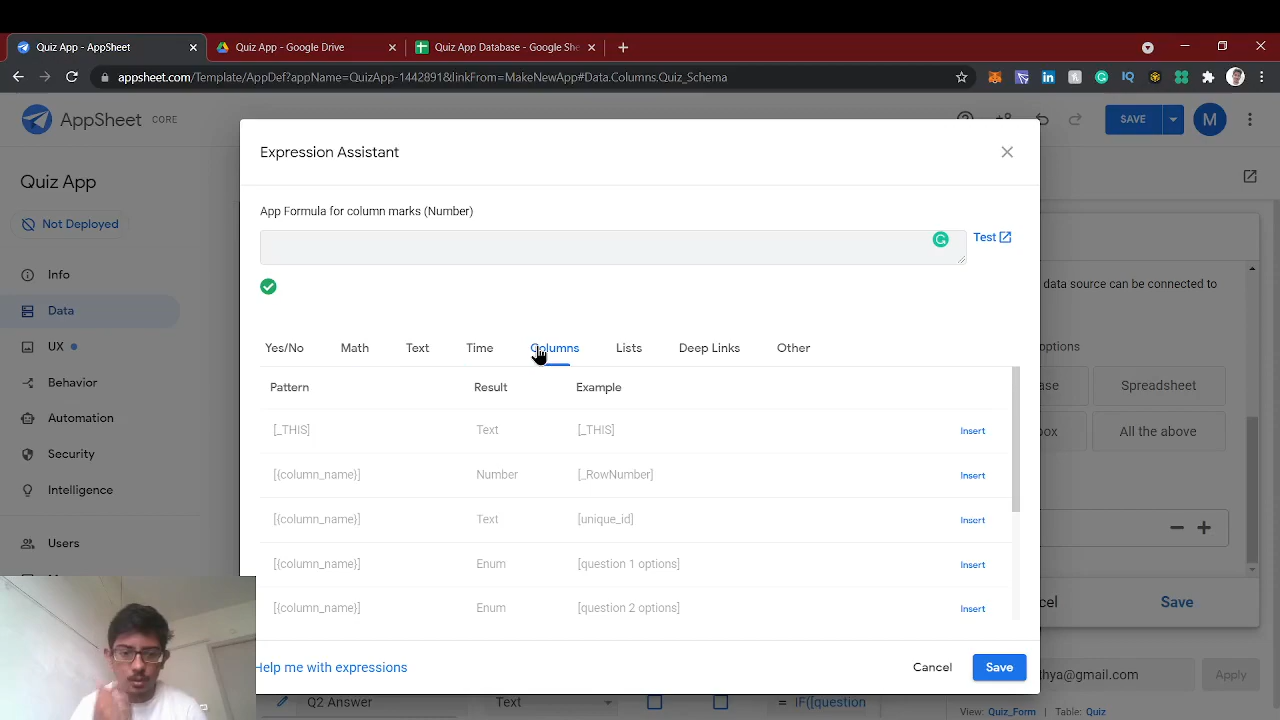 Quiz App - AppSheet
Quiz App - Google Drive
Quiz App Database - Google She
appsheet.com/Template/AppDef?appName=QuizApp-1442891&linkFrom=MakeNewApp#Data.Columns.Quiz_Schema
AppSheet CORE
SAVE
M
Quiz App
Not Deployed
Info
Data
UX
Behavior
Automation
Security
Intelligence
Users
Expression Assistant
App Formula for column marks (Number)
Test
Yes/No Math Text Time Columns Lists Deep Links Other
Pattern Result Example
[_THIS] Text [_THIS] Insert
[{column_name}] Number [_RowNumber] Insert
[{column_name}] Text [unique_id] Insert
[{column_name}] Enum [question 1 options] Insert
[{column_name}] Enum [question 2 options] Insert
Help me with expressions
Cancel
Save
data source can be connected to
options
ase
Spreadsheet
box
All the above
cel
Save
thya@gmail.com
Apply
Q2 Answer Text = IF([question
View: Quiz_Form | Table: Quiz